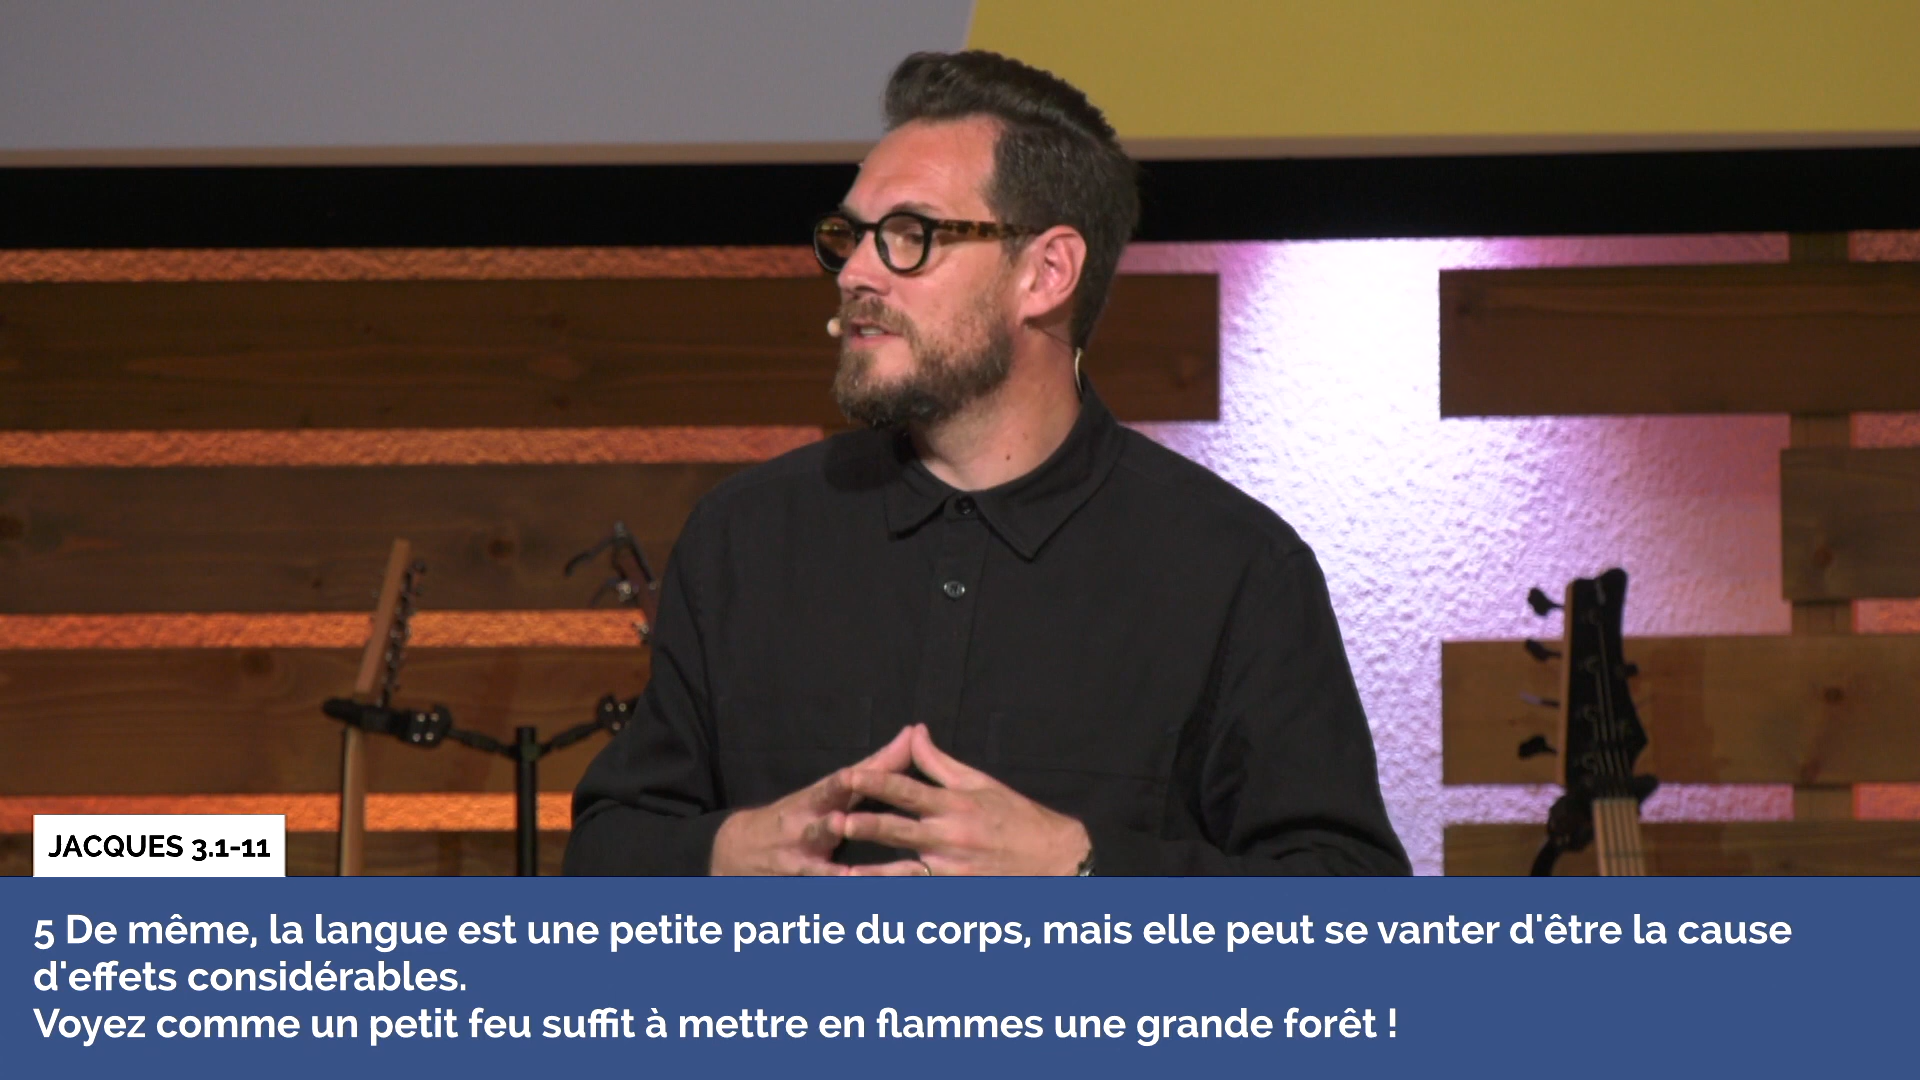 JACQUES 3.1-11
5 De même, la langue est une petite partie du corps, mais elle peut se vanter d'être la cause
d'effets considérables.
Voyez comme un petit feu suffit à mettre en flammes une grande forêt !